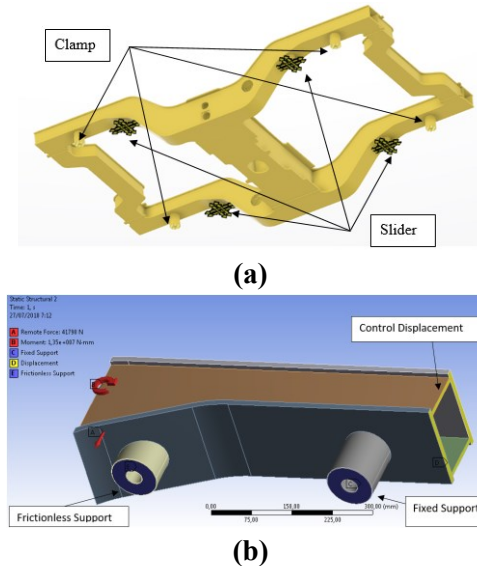 Clamp
Slider
(a)
Static Structural 2
Time: 1, s
27/07/2018 7:12
A Remote Force: 41798 N
B Moment: 1,35e+007 N·mm
C Fixed Support
D Displacement
E Frictionless Support
Control Displacement
A
D
Frictionless Support
Fixed Support
0,00 150,00 300,00 (mm)
75,00 225,00
(b)